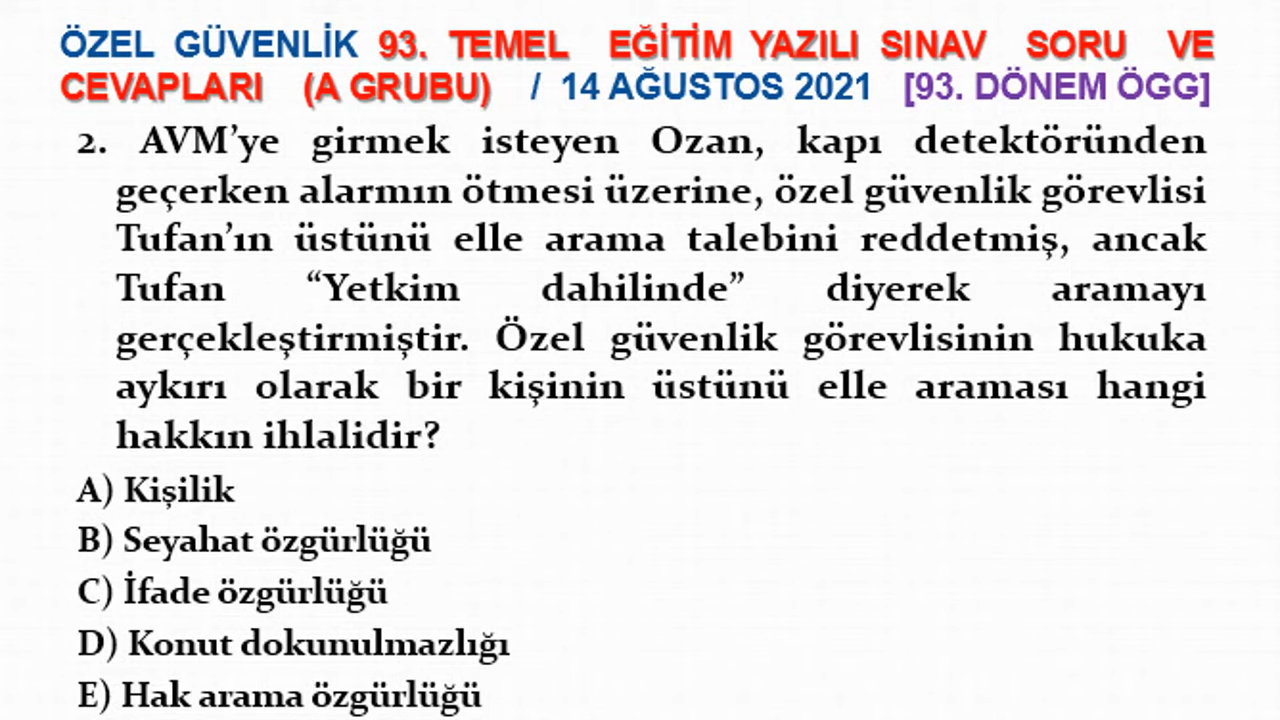 ÖZEL GÜVENLİK 93. TEMEL EĞİTİM YAZILI SINAV SORU VE
CEVAPLARI (A GRUBU) / 14 AĞUSTOS 2021 [93. DÖNEM ÖGG]
2. AVM’ye girmek isteyen Ozan, kapı detektöründen
geçerken alarmın ötmesi üzerine, özel güvenlik görevlisi
Tufan’ın üstünü elle arama talebini reddetmiş, ancak
Tufan “Yetkim dahilinde” diyerek aramayı
gerçekleştirmiştir. Özel güvenlik görevlisinin hukuka
aykırı olarak bir kişinin üstünü elle araması hangi
hakkın ihlalidir?
A) Kişilik
B) Seyahat özgürlüğü
C) İfade özgürlüğü
D) Konut dokunulmazlığı
E) Hak arama özgürlüğü